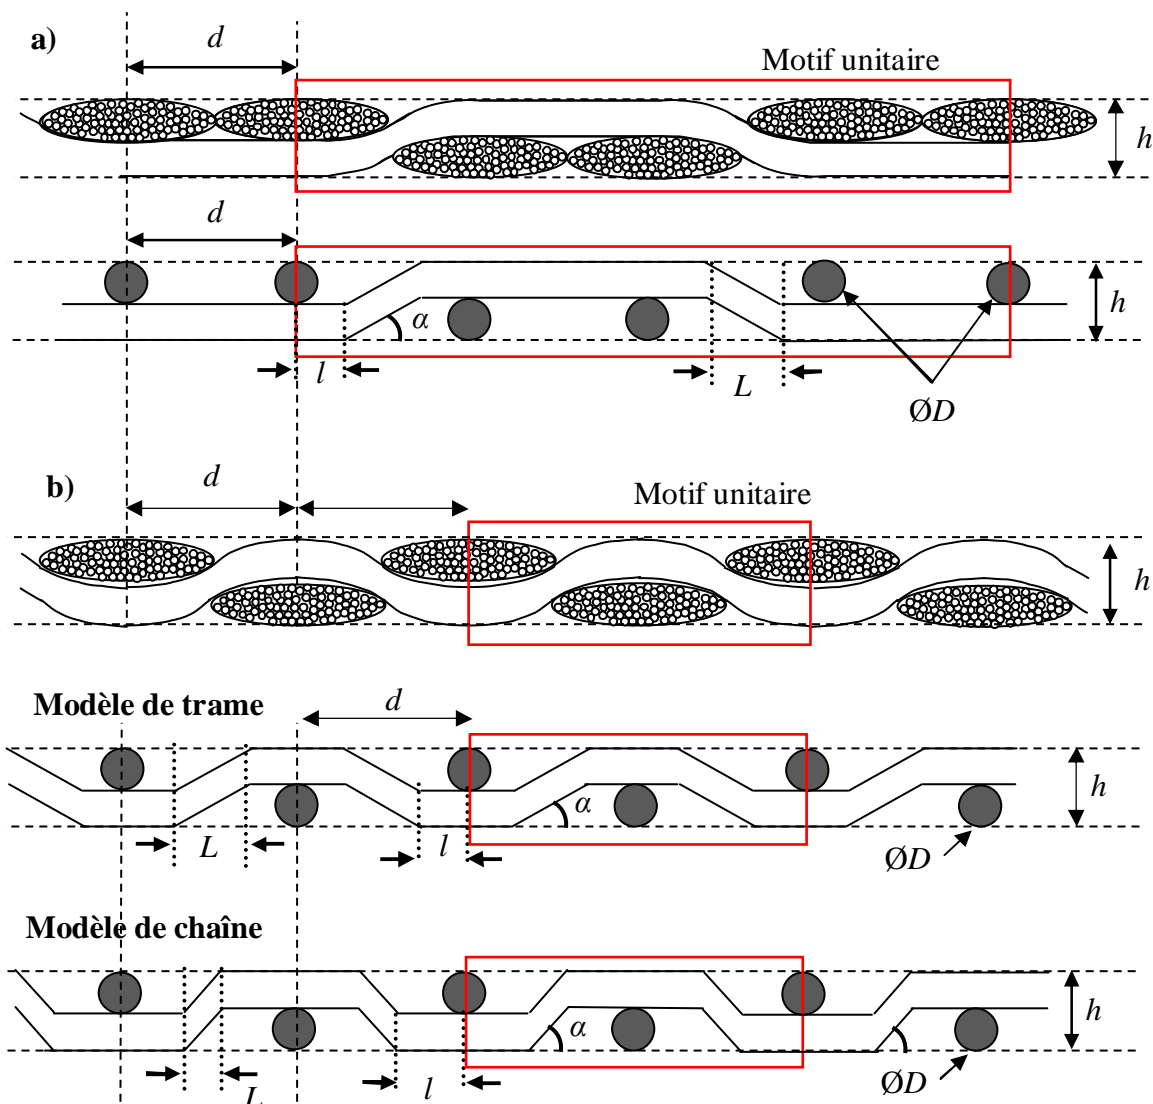 a)
d
Motif unitaire
h
d
α
h
l
L
ØD
b)
d
Motif unitaire
h
Modèle de trame
d
α
h
L
l
ØD
Modèle de chaîne
α
h
l
ØD
L